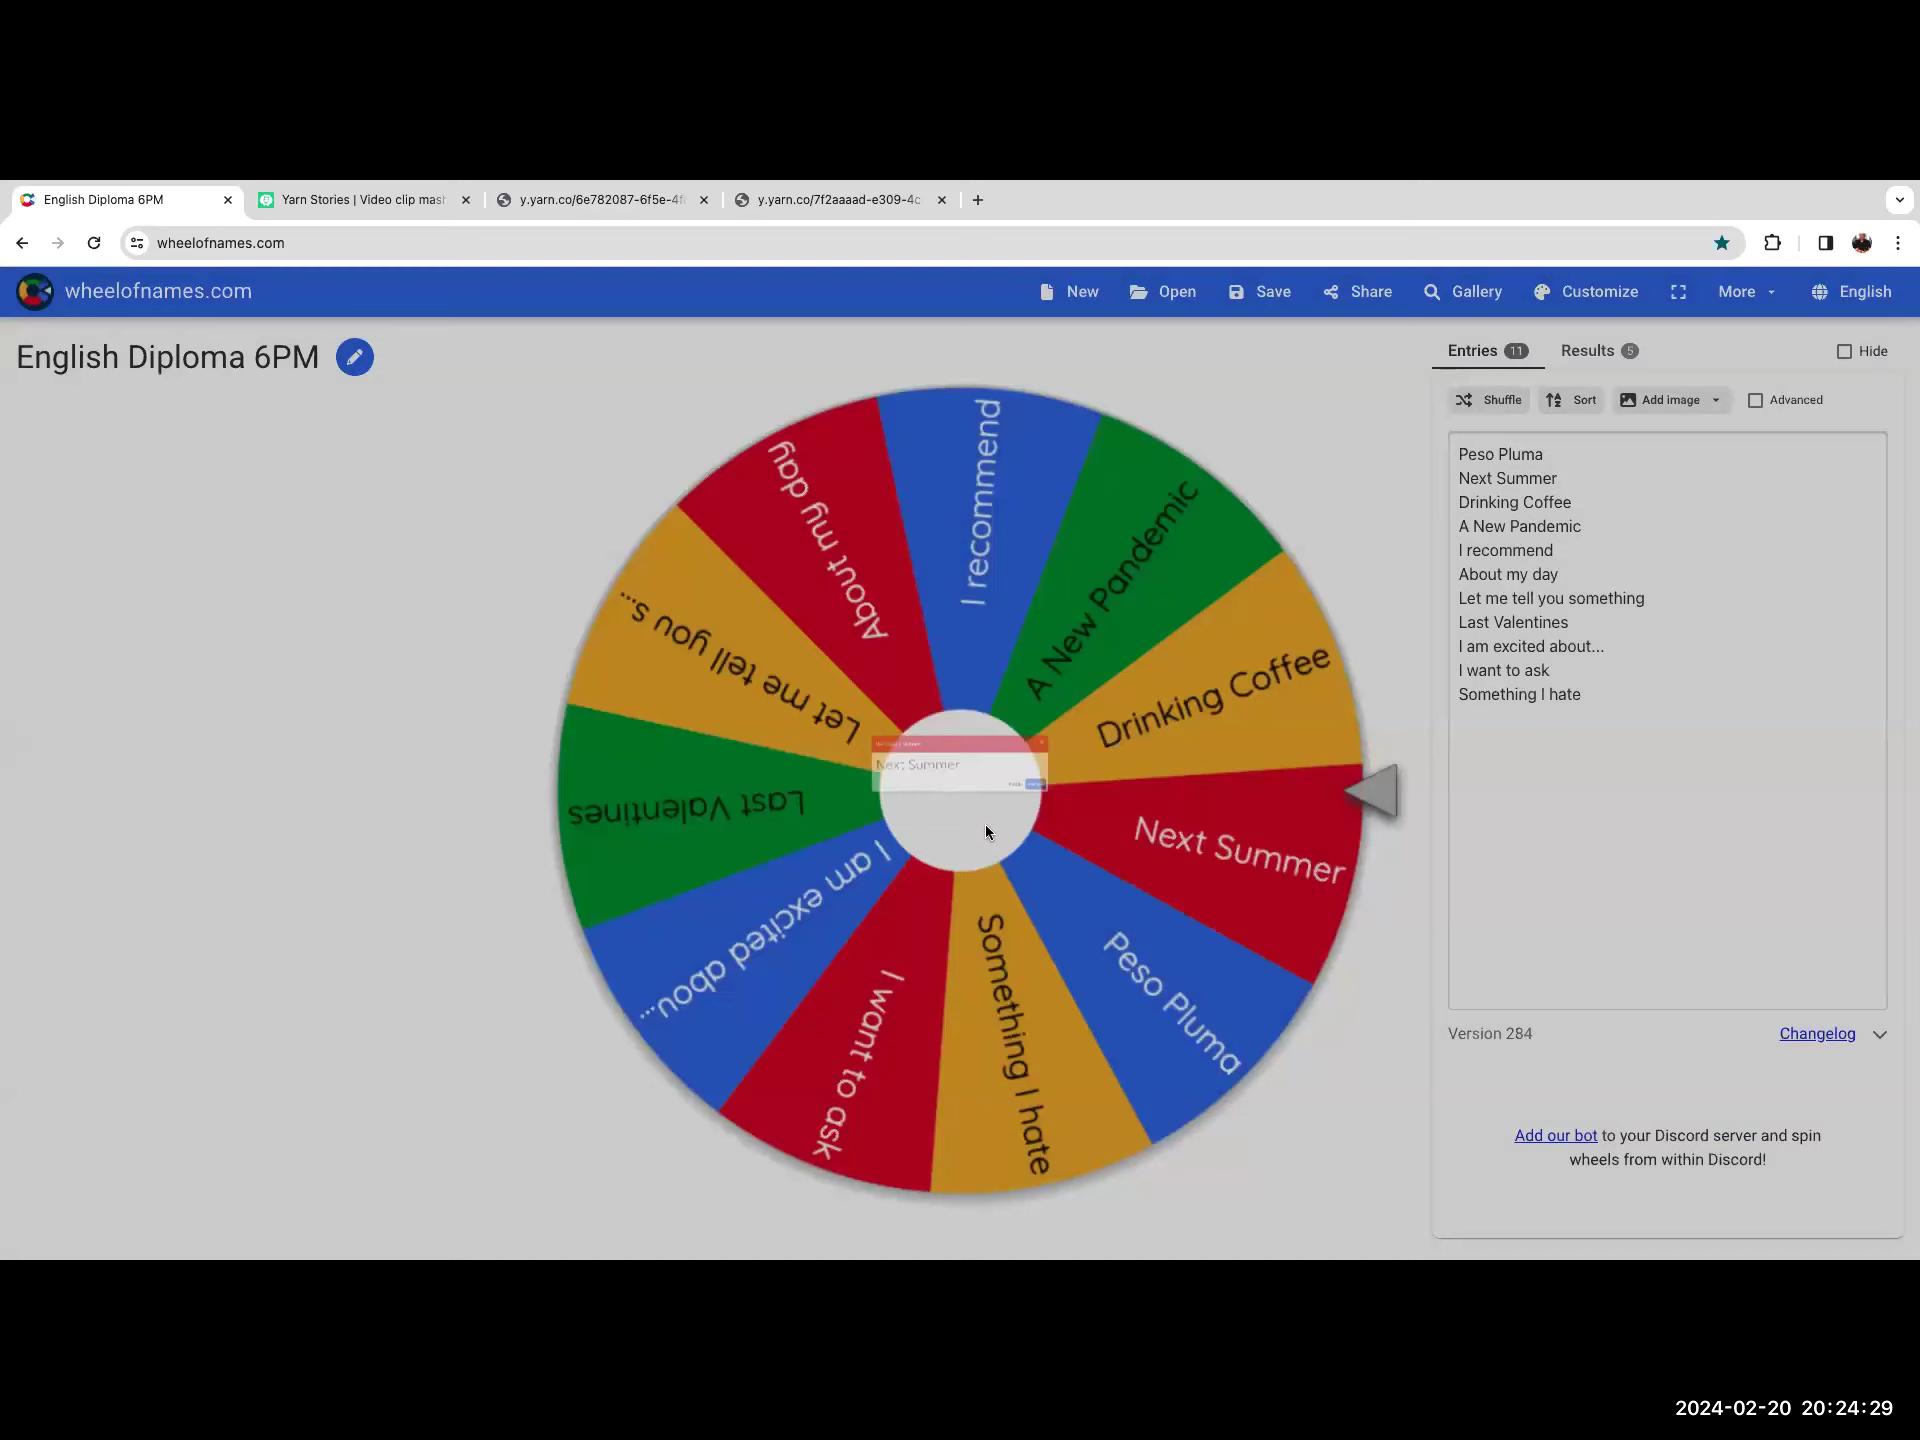 English Diploma 6PM
Yarn Stories | Video clip mas
y.yarn.co/6e782087-6f5e-4f
y.yarn.co/7f2aaaad-e309-4c
wheelofnames.com
wheelofnames.com
New
Open
Save
Share
Gallery
Customize
More
English
English Diploma 6PM
Entries 11
Results 5
Hide
Shuffle
Sort
Add image
Advanced
Peso Pluma
Next Summer
Drinking Coffee
A New Pandemic
I recommend
About my day
Let me tell you something
Last Valentines
I am excited about...
I want to ask
Something I hate
I recommend
A New Pandemic
Drinking Coffee
Next Summer
Peso Pluma
Something I hate
I want to ask
I am excited abou...
Last Valentines
Let me tell you s...
About my day
Next Summer
Version 284
Changelog
Add our bot to your Discord server and spin
wheels from within Discord!
2024-02-20 20:24:29